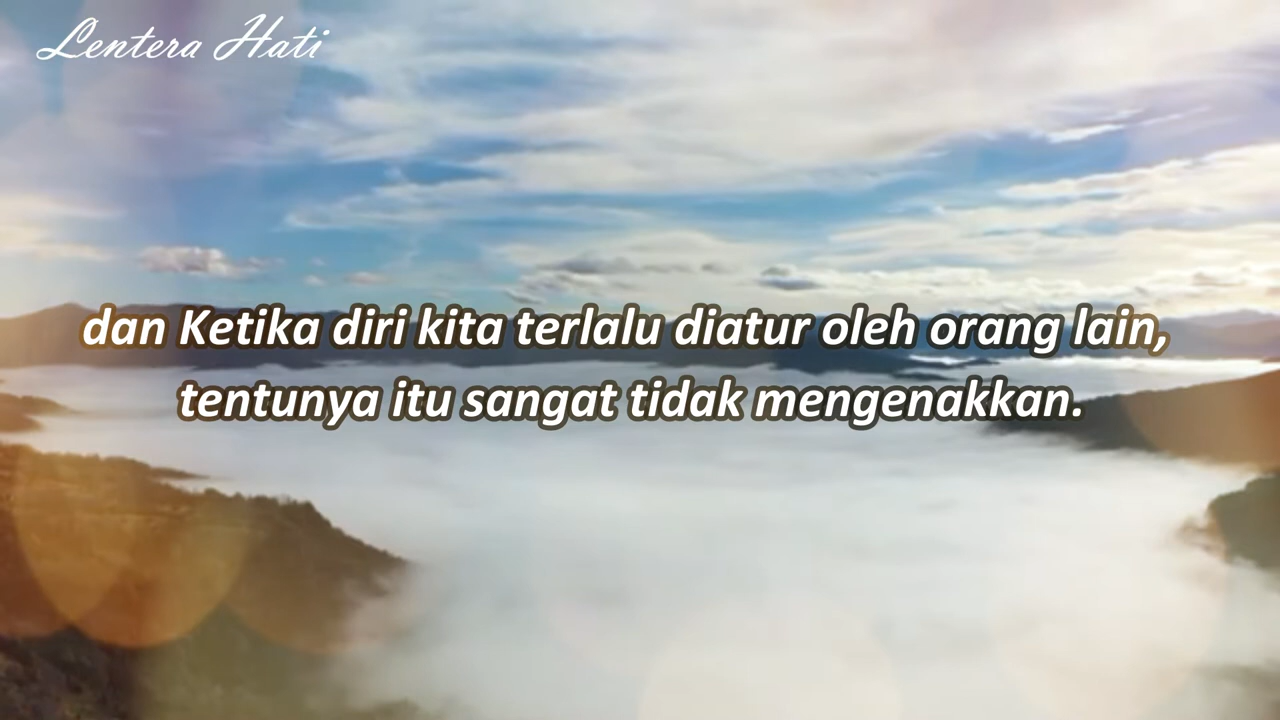 Lentera Hati
dan Ketika diri kita terlalu diatur oleh orang lain,
tentunya itu sangat tidak mengenakkan.